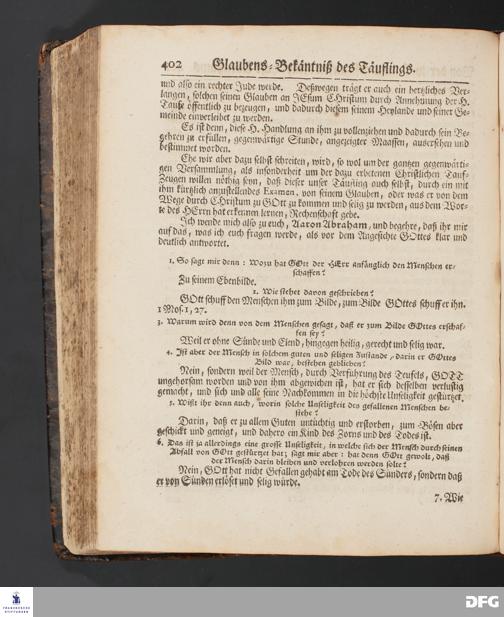 402 Glaubens-Bekäntniß des Täuflings.
und also ein rechter Jude werde. Deßwegen trägt er auch ein hertzliches Ver-
langen, solchen seinen Glauben an JEsum CHristum durch Annehmung der H.
Tauffe öffentlich zu bezeugen, und dadurch diesem seinem Heylande und seiner Ge-
meinde einverleibet zu werden.
Es ist denn, diese H. Handlung an ihm zu vollenziehen und dadurch sein Be-
gehren zu erfüllen, gegenwärtige Stunde, angezeigter Maassen, ausersehen und
bestimmet worden.
Ehe wir aber dazu selbst schreiten, wird, so wol um der gantzen gegenwärti-
gen Versammlung, als insonderheit um der dazu erbetenen Christlichen Tauf-
Zeugen willen nöthig seyn, daß dieser unser Täufling auch selbst, durch ein mit
ihm kürtzlich anzustellendes Examen, von seinem Glauben, oder was er von dem
Wege durch CHristum zu GOtt zu kommen und selig zu werden, aus dem Wor-
te des HErrn hat erkennen lernen, Rechenschaft gebe.
Ich wende mich also zu euch, Aaron Abraham, und begehre, daß ihr mir
auf das, was ich euch fragen werde, als vor dem Angesichte GOttes klar und
deutlich antwortet.
1. So sagt mir denn: Wozu hat GOtt der HErr anfänglich den Menschen er-
schaffen?
Zu seinem Ebenbilde.
2. Wie stehet davon geschrieben?
GOtt schuff den Menschen ihm zum Bilde, zum Bilde GOttes schuff er ihn.
1 Mos. 1, 27.
3. Warum wird denn von dem Menschen gesagt, daß er zum Bilde GOttes erschaf-
fen sey?
Weil er ohne Sünde und Elend, hingegen heilig, gerecht und selig war.
4. Ist aber der Mensch in solchem guten und seligen Zustande, darin er GOttes
Bild war, bestehen geblieben?
Nein, sondern weil der Mensch, durch Verführung des Teufels, GOTT
ungehorsam worden und von ihm abgewichen ist, hat er sich desselben verlustig
gemacht, und sich und alle seine Nachkommen in die höchste Unseligkeit gestürtzet.
5. Wißt ihr denn auch, worin solche Unseligkeit des gefallenen Menschen be-
stehe?
Darin, daß er zu allem Guten untüchtig und erstorben, zum Bösen aber
geschickt und geneigt, und dahero ein Kind des Zorns und des Todes ist.
6. Das ist ja allerdings eine grosse Unseligkeit, in welche sich der Mensch durch seinen
Abfall von GOtt gestürtzet hat; sagt mir aber: hat denn GOtt gewolt, daß
der Mensch darin bleiben und verlohren werden solte?
Nein, GOtt hat nicht Gefallen gehabt am Tode des Sünders, sondern daß
er von Sünden erlöset und selig würde.
7. Wie
FRANCKESCHE
STIFTUNGEN
DFG